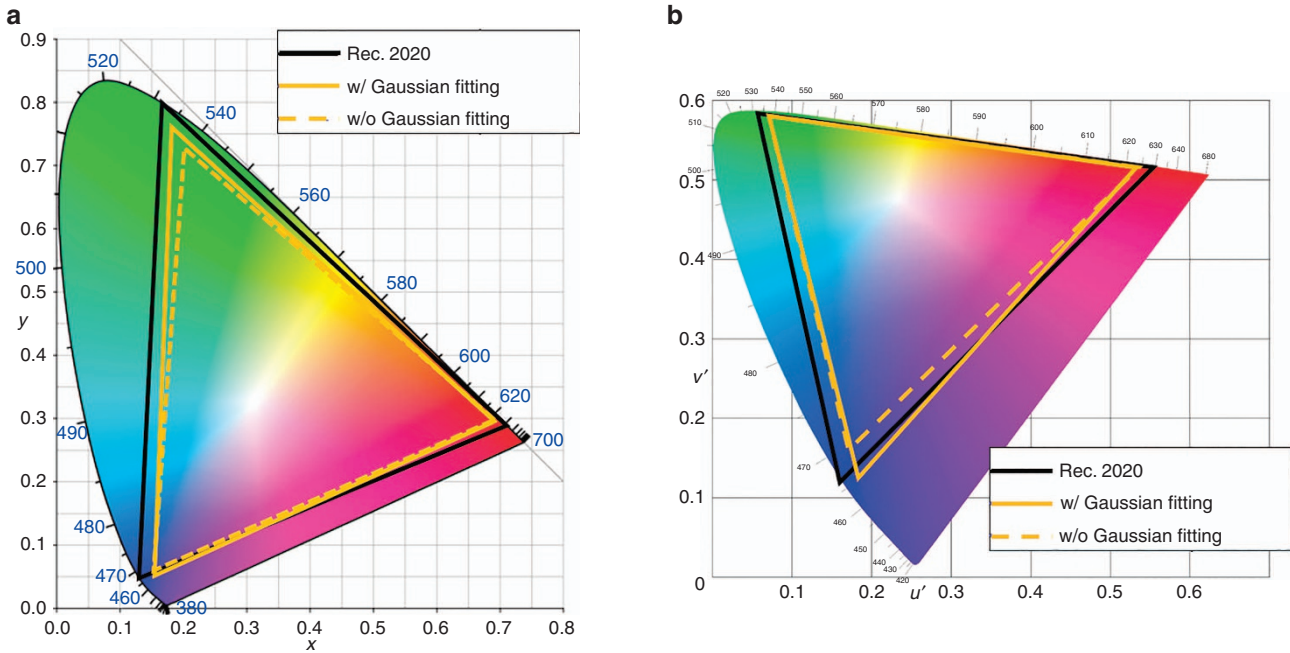 a
0.9
0.8
0.7
0.6
0.5
y
0.4
0.3
0.2
0.1
0.0
0.0 0.1 0.2 0.3 0.4 0.5 0.6 0.7 0.8
x
520
540
560
580
600
620
700
500
490
480
470
460
380
Rec. 2020
w/ Gaussian fitting
w/o Gaussian fitting
b
0.6
0.5
0.4
0.3
v′
0.2
0.1
0
0.1 0.2 0.3 0.4 0.5 0.6
u′
520 530 540 550 560 570 580 590 600 610 620 630 640 680
510
500
490
480
470
460
450
440
430
420
Rec. 2020
w/ Gaussian fitting
w/o Gaussian fitting